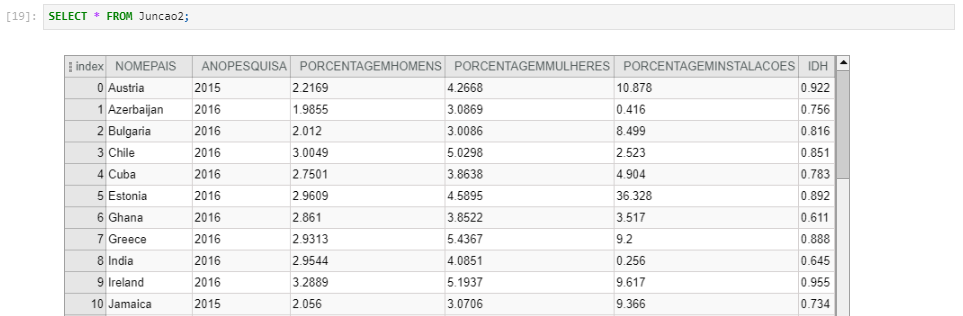 [19]: SELECT * FROM Juncao2;
index NOMEPAIS ANOPESQUISA PORCENTAGEMHOMENS PORCENTAGEMMULHERES PORCENTAGEMINSTALACOES IDH
0 Austria 2015 2.2169 4.2668 10.878 0.922
1 Azerbaijan 2016 1.9855 3.0869 0.416 0.756
2 Bulgaria 2016 2.012 3.0086 8.499 0.816
3 Chile 2016 3.0049 5.0298 2.523 0.851
4 Cuba 2016 2.7501 3.8638 4.904 0.783
5 Estonia 2016 2.9609 4.5895 36.328 0.892
6 Ghana 2016 2.861 3.8522 3.517 0.611
7 Greece 2016 2.9313 5.4367 9.2 0.888
8 India 2016 2.9544 4.0851 0.256 0.645
9 Ireland 2016 3.2889 5.1937 9.617 0.955
10 Jamaica 2015 2.056 3.0706 9.366 0.734